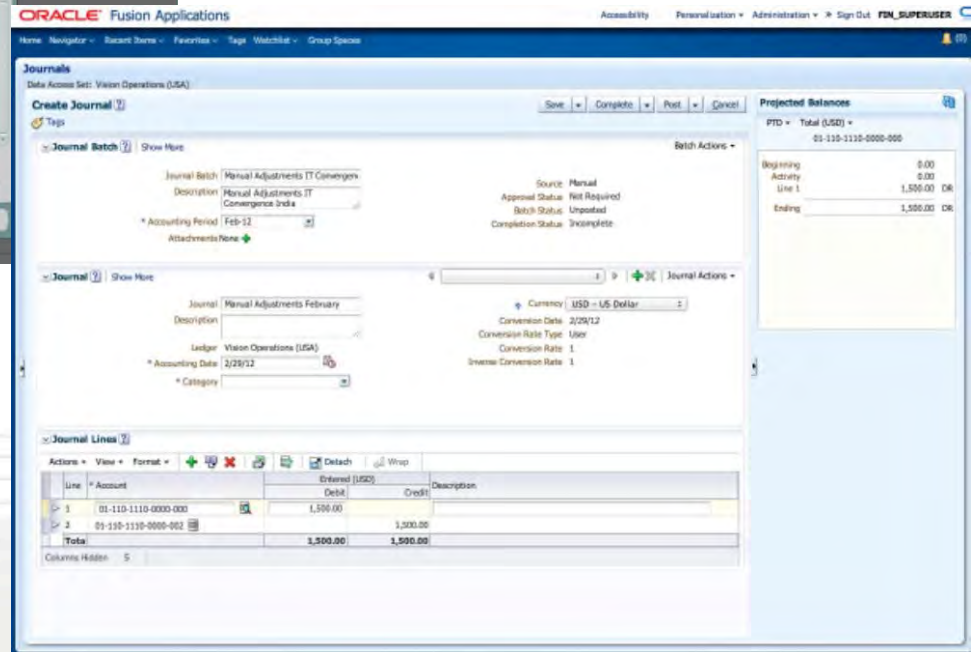 ORACLE Fusion Applications
Accessibility Personalization Administration Sign Out FIN_SUPERUSER
Home Navigator Recent Items Favorites Tags Watchlist Group Spaces (0)
Journals
Data Access Set: Vision Operations (USA)
Create Journal
Save Complete Post Cancel
Tags
Journal Batch Show More
Batch Actions
Journal Batch Manual Adjustments IT Convergen
Description Manual Adjustments IT
Convergence India
* Accounting Period Feb-12
Attachments None
Source Manual
Approval Status Not Required
Batch Status Unposted
Completion Status Incomplete
Journal Show More
1 Journal Actions
Journal Manual Adjustments February
Description
Ledger Vision Operations (USA)
* Accounting Date 2/29/12
* Category
Currency USD - US Dollar
Conversion Date 2/29/12
Conversion Rate Type User
Conversion Rate 1
Inverse Conversion Rate 1
Journal Lines
Actions View Format Detach Wrap
Line * Account Entered (USD) Description
Debit Credit
1 01-110-1110-0000-000 1,500.00
2 01-110-1110-0000-002 1,500.00
Total 1,500.00 1,500.00
Columns Hidden 5
Projected Balances
PTD Total (USD)
01-110-1110-0000-000
Beginning 0.00
Activity 0.00
Line 1 1,500.00 DR
Ending 1,500.00 DR